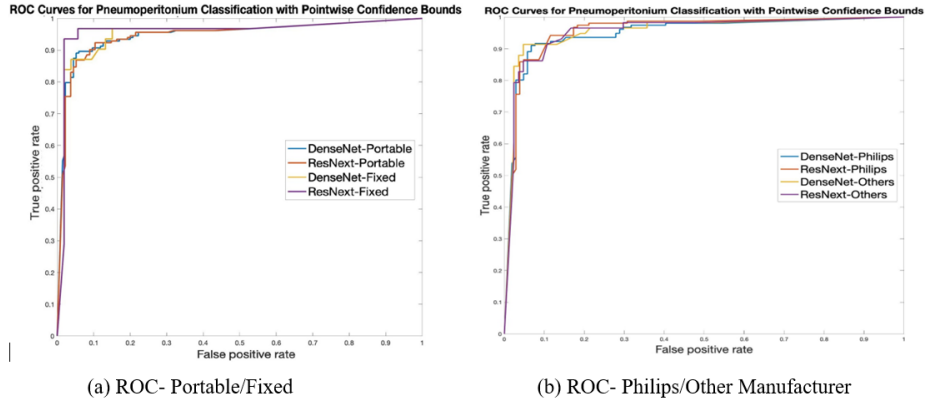 ROC Curves for Pneumoperitonium Classification with Pointwise Confidence Bounds
True positive rate
1
0.9
0.8
0.7
0.6
0.5
0.4
0.3
0.2
0.1
0
DenseNet-Portable
ResNext-Portable
DenseNet-Fixed
ResNext-Fixed
0 0.1 0.2 0.3 0.4 0.5 0.6 0.7 0.8 0.9 1
False positive rate
(a) ROC- Portable/Fixed
ROC Curves for Pneumoperitonium Classification with Pointwise Confidence Bounds
True positive rate
1
0.9
0.8
0.7
0.6
0.5
0.4
0.3
0.2
0.1
0
DenseNet-Philips
ResNext-Philips
DenseNet-Others
ResNext-Others
0 0.1 0.2 0.3 0.4 0.5 0.6 0.7 0.8 0.9 1
False positive rate
(b) ROC- Philips/Other Manufacturer